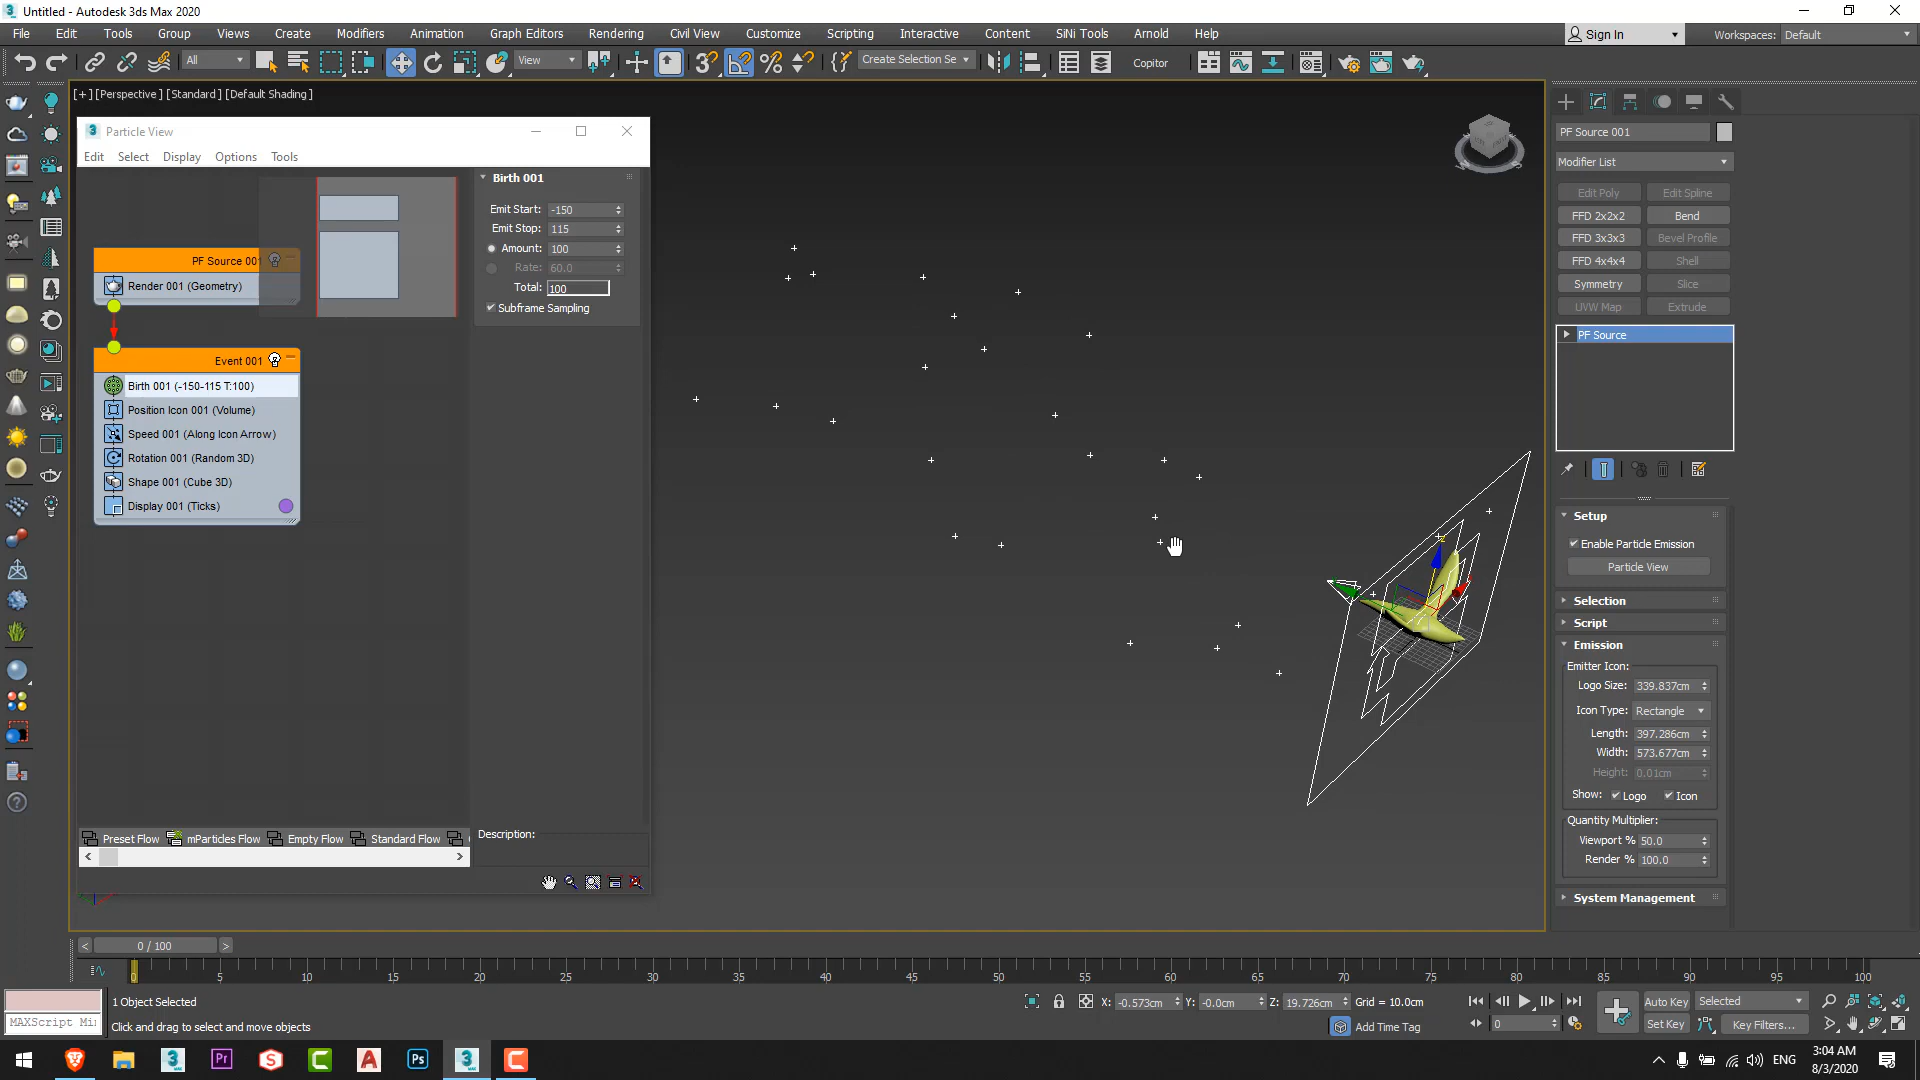 Untitled - Autodesk 3ds Max 2020
File Edit Tools Group Views Create Modifiers Animation Graph Editors Rendering Civil View Customize Scripting Interactive Content SiNi Tools Arnold Help Sign In Workspaces: Default
All View Create Selection Se Copitor
[+] [Perspective] [Standard] [Default Shading]
Particle View
Edit Select Display Options Tools
PF Source 001
Render 001 (Geometry)
Event 001
Birth 001 (-150-115 T:100)
Position Icon 001 (Volume)
Speed 001 (Along Icon Arrow)
Rotation 001 (Random 3D)
Shape 001 (Cube 3D)
Display 001 (Ticks)
Birth 001
Emit Start: -150
Emit Stop: 115
Amount: 100
Rate: 60.0
Total: 100
Subframe Sampling
Preset Flow mParticles Flow Empty Flow Standard Flow
Description:
PF Source 001
Modifier List
Edit Poly Edit Spline
FFD 2x2x2 Bend
FFD 3x3x3 Bevel Profile
FFD 4x4x4 Shell
Symmetry Slice
UVW Map Extrude
PF Source
Setup
Enable Particle Emission
Particle View
Selection
Script
Emission
Emitter Icon:
Logo Size: 339.837cm
Icon Type: Rectangle
Length: 397.286cm
Width: 573.677cm
Height: 0.01cm
Show: Logo Icon
Quantity Multiplier:
Viewport % 50.0
Render % 100.0
System Management
z
< 0 / 100 >
0 5 10 15 20 25 30 35 40 45 50 55 60 65 70 75 80 85 90 95 100
1 Object Selected X: -0.573cm Y: -0.0cm Z: 19.726cm Grid = 10.0cm Auto Key Selected
MAXScript Mi Click and drag to select and move objects Add Time Tag 0 Set Key Key Filters...
Pr S C A Ps 3 C ENG
3:04 AM
8/3/2020